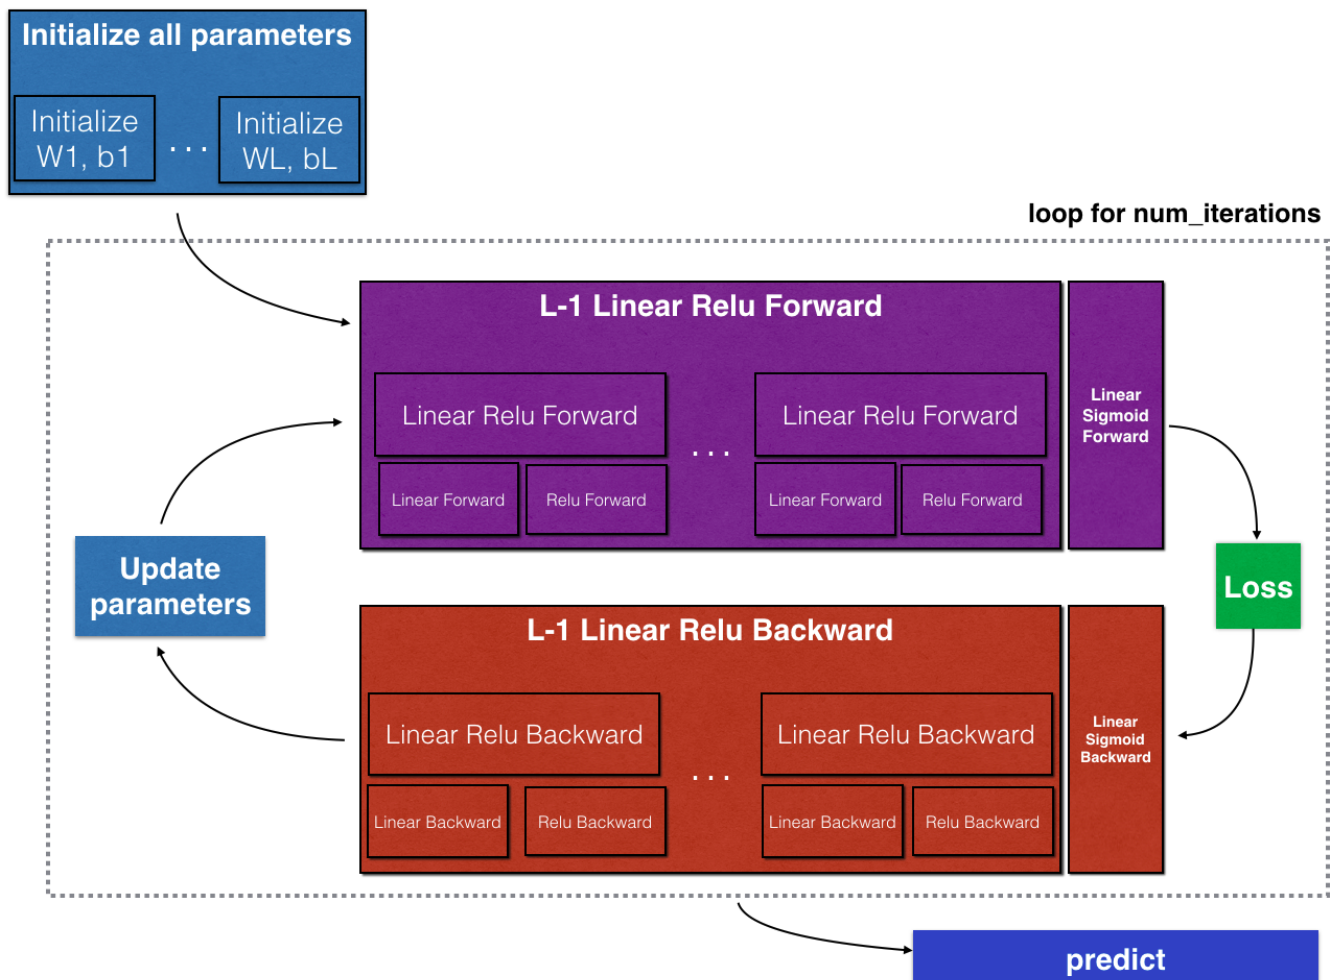 Initialize all parameters
Initialize
W1, b1
. . .
Initialize
WL, bL
loop for num_iterations
L-1 Linear Relu Forward
Linear Relu Forward
. . .
Linear Relu Forward
Linear Forward
Relu Forward
Linear Forward
Relu Forward
Linear
Sigmoid
Forward
Update
parameters
Loss
L-1 Linear Relu Backward
Linear Relu Backward
. . .
Linear Relu Backward
Linear Backward
Relu Backward
Linear Backward
Relu Backward
Linear
Sigmoid
Backward
predict